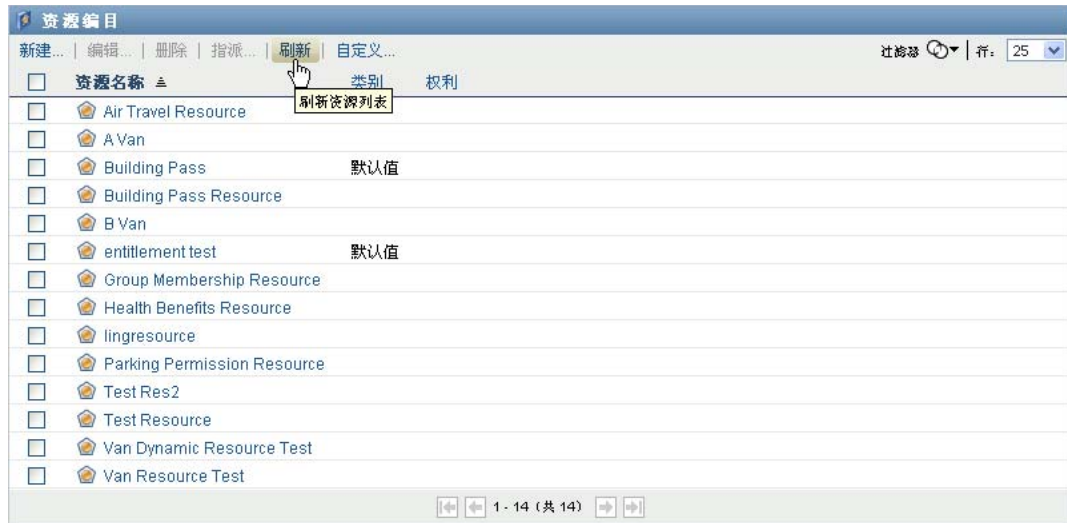 资源编目
新建... | 编辑... | 删除 | 指派... | 刷新 | 自定义... 过滤器 | 行: 25
资源名称 类别 权利
刷新资源列表
Air Travel Resource
A Van
Building Pass 默认值
Building Pass Resource
B Van
entitlement test 默认值
Group Membership Resource
Health Benefits Resource
lingresource
Parking Permission Resource
Test Res2
Test Resource
Van Dynamic Resource Test
Van Resource Test
1 - 14 (共 14)